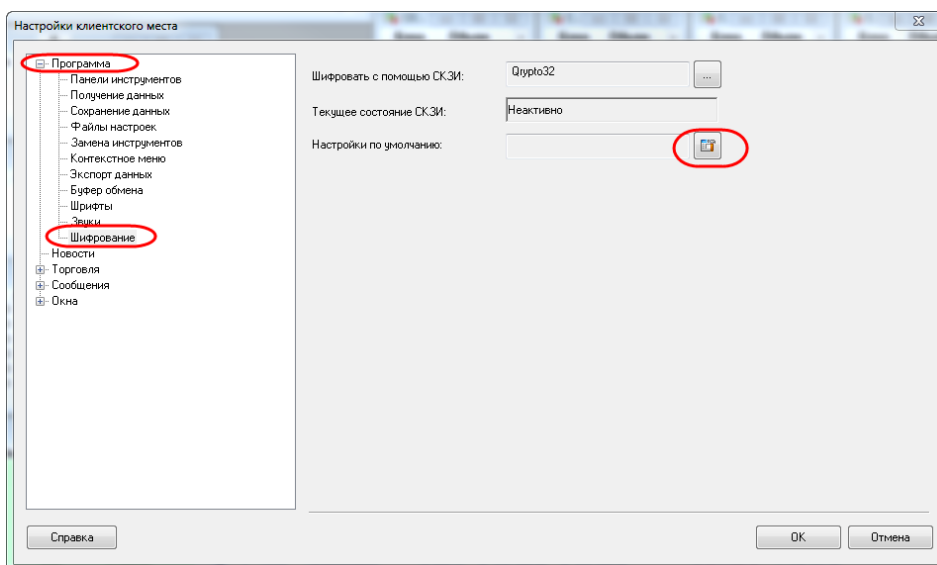 Настройки клиентского места
Программа
Панели инструментов
Получение данных
Сохранение данных
Файлы настроек
Замена инструментов
Контекстное меню
Экспорт данных
Буфер обмена
Шрифты
Звуки
Шифрование
Новости
Торговля
Сообщения
Окна
Шифровать с помощью СКЗИ:
Qrypto32
...
Текущее состояние СКЗИ:
Неактивно
Настройки по умолчанию:
Справка
OK
Отмена